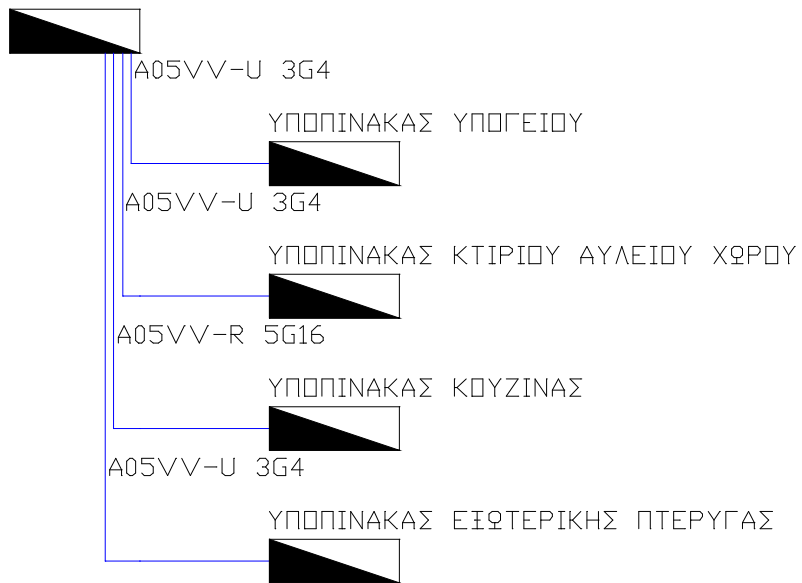 A05VV-U 3G4
ΥΠΟΠΙΝΑΚΑΣ ΥΠΟΓΕΙΟΥ
A05VV-U 3G4
ΥΠΟΠΙΝΑΚΑΣ ΚΤΙΡΙΟΥ ΑΥΛΕΙΟΥ ΧΩΡΟΥ
A05VV-R 5G16
ΥΠΟΠΙΝΑΚΑΣ ΚΟΥΖΙΝΑΣ
A05VV-U 3G4
ΥΠΟΠΙΝΑΚΑΣ ΕΞΩΤΕΡΙΚΗΣ ΠΤΕΡΥΓΑΣ